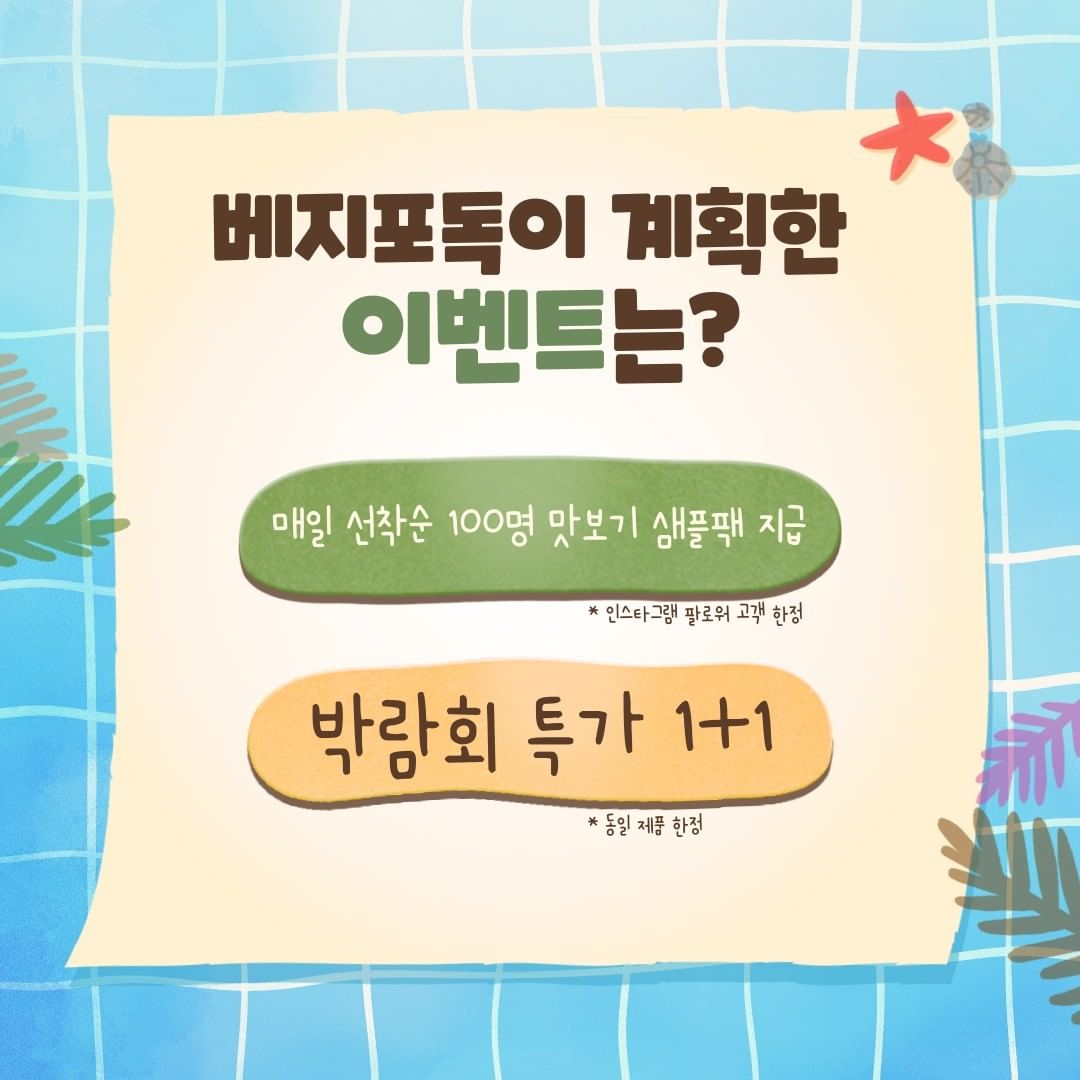 베지포독이 계획한
이벤트는?
매일 선착순 100명 맛보기 샘플팩 지급
* 인스타그램 팔로워 고객 한정
박람회 특가 1+1
* 동일 제품 한정